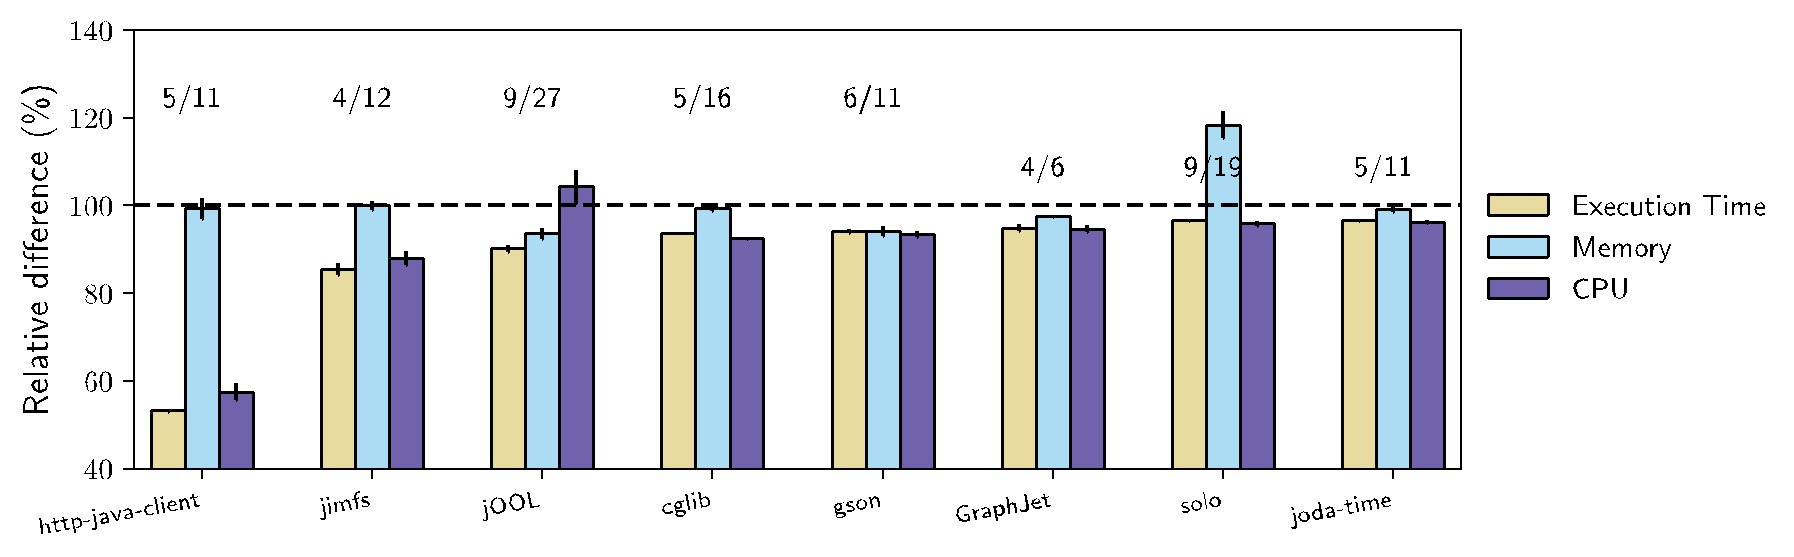 Relative difference (%)
140
120
100
80
60
40
5/11
4/12
9/27
5/16
6/11
4/6
9/19
5/11
http-java-client
jimfs
jOOL
cglib
gson
GraphJet
solo
joda-time
Execution Time
Memory
CPU